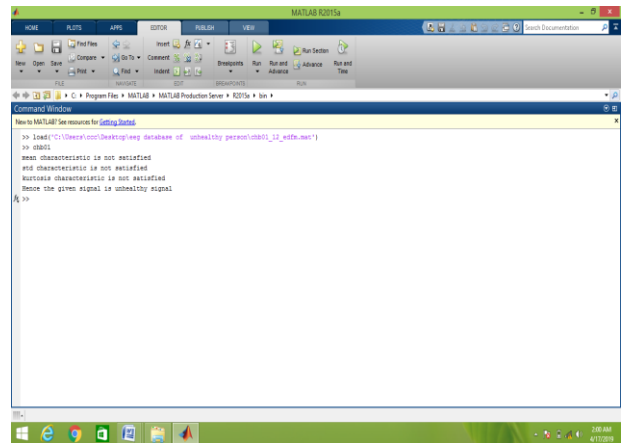 MATLAB R2015a
HOME PLOTS APPS EDITOR PUBLISH VIEW
Search Documentation
New Open Save Find Files Compare Print
Go To Find
Insert Comment Indent
Breakpoints Run Run and Advance Run Section Advance Run and Time
FILE NAVIGATE EDIT BREAKPOINTS RUN
C: Program Files MATLAB MATLAB Production Server R2015a bin
Command Window
New to MATLAB? See resources for Getting Started.
>> load('C:\Users\ccc\Desktop\eeg database of unhealthy person\chb01_12_edfm.mat')
>> chb01
mean characteristic is not satisfied
std characteristic is not satisfied
kurtosis characteristic is not satisfied
Hence the given signal is unhealthy signal
fx >>
2:00 AM
4/17/2019